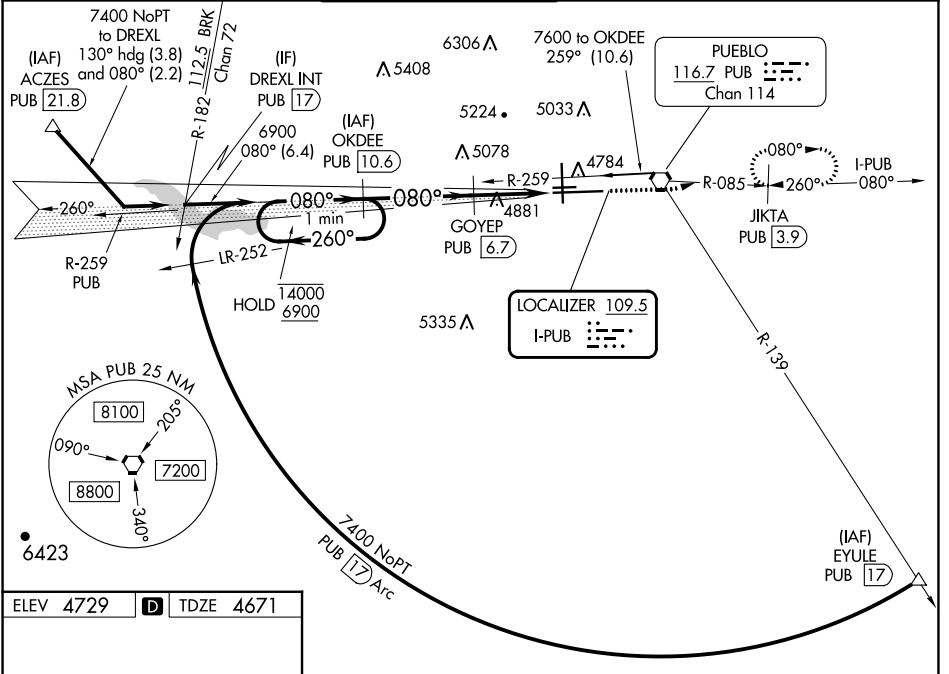 7400 NoPT
to DREXL
130° hdg (3.8)
and 080° (2.2)
(IAF)
ACZES
PUB 21.8
R-182
112.5 BRK
Chan 72
(IF)
DREXL INT
PUB 17
6900
080° (6.4)
(IAF)
OKDEE
PUB 10.6
6306
5408
5224
5033
5078
4784
4881
5335
7600 to OKDEE
259° (10.6)
PUEBLO
116.7 PUB
Chan 114
080°
260°
I-PUB
080°
R-085
JIKTA
PUB 3.9
R-259
260°
R-259
PUB
080°
080°
1 min
260°
LR-252
HOLD 14000
6900
GOYEP
PUB 6.7
LOCALIZER 109.5
I-PUB
R-139
MSA PUB 25 NM
8100
205°
090°
7200
8800
340°
6423
7400 NoPT
PUB 17 Arc
(IAF)
EYULE
PUB 17
ELEV 4729 D TDZE 4671